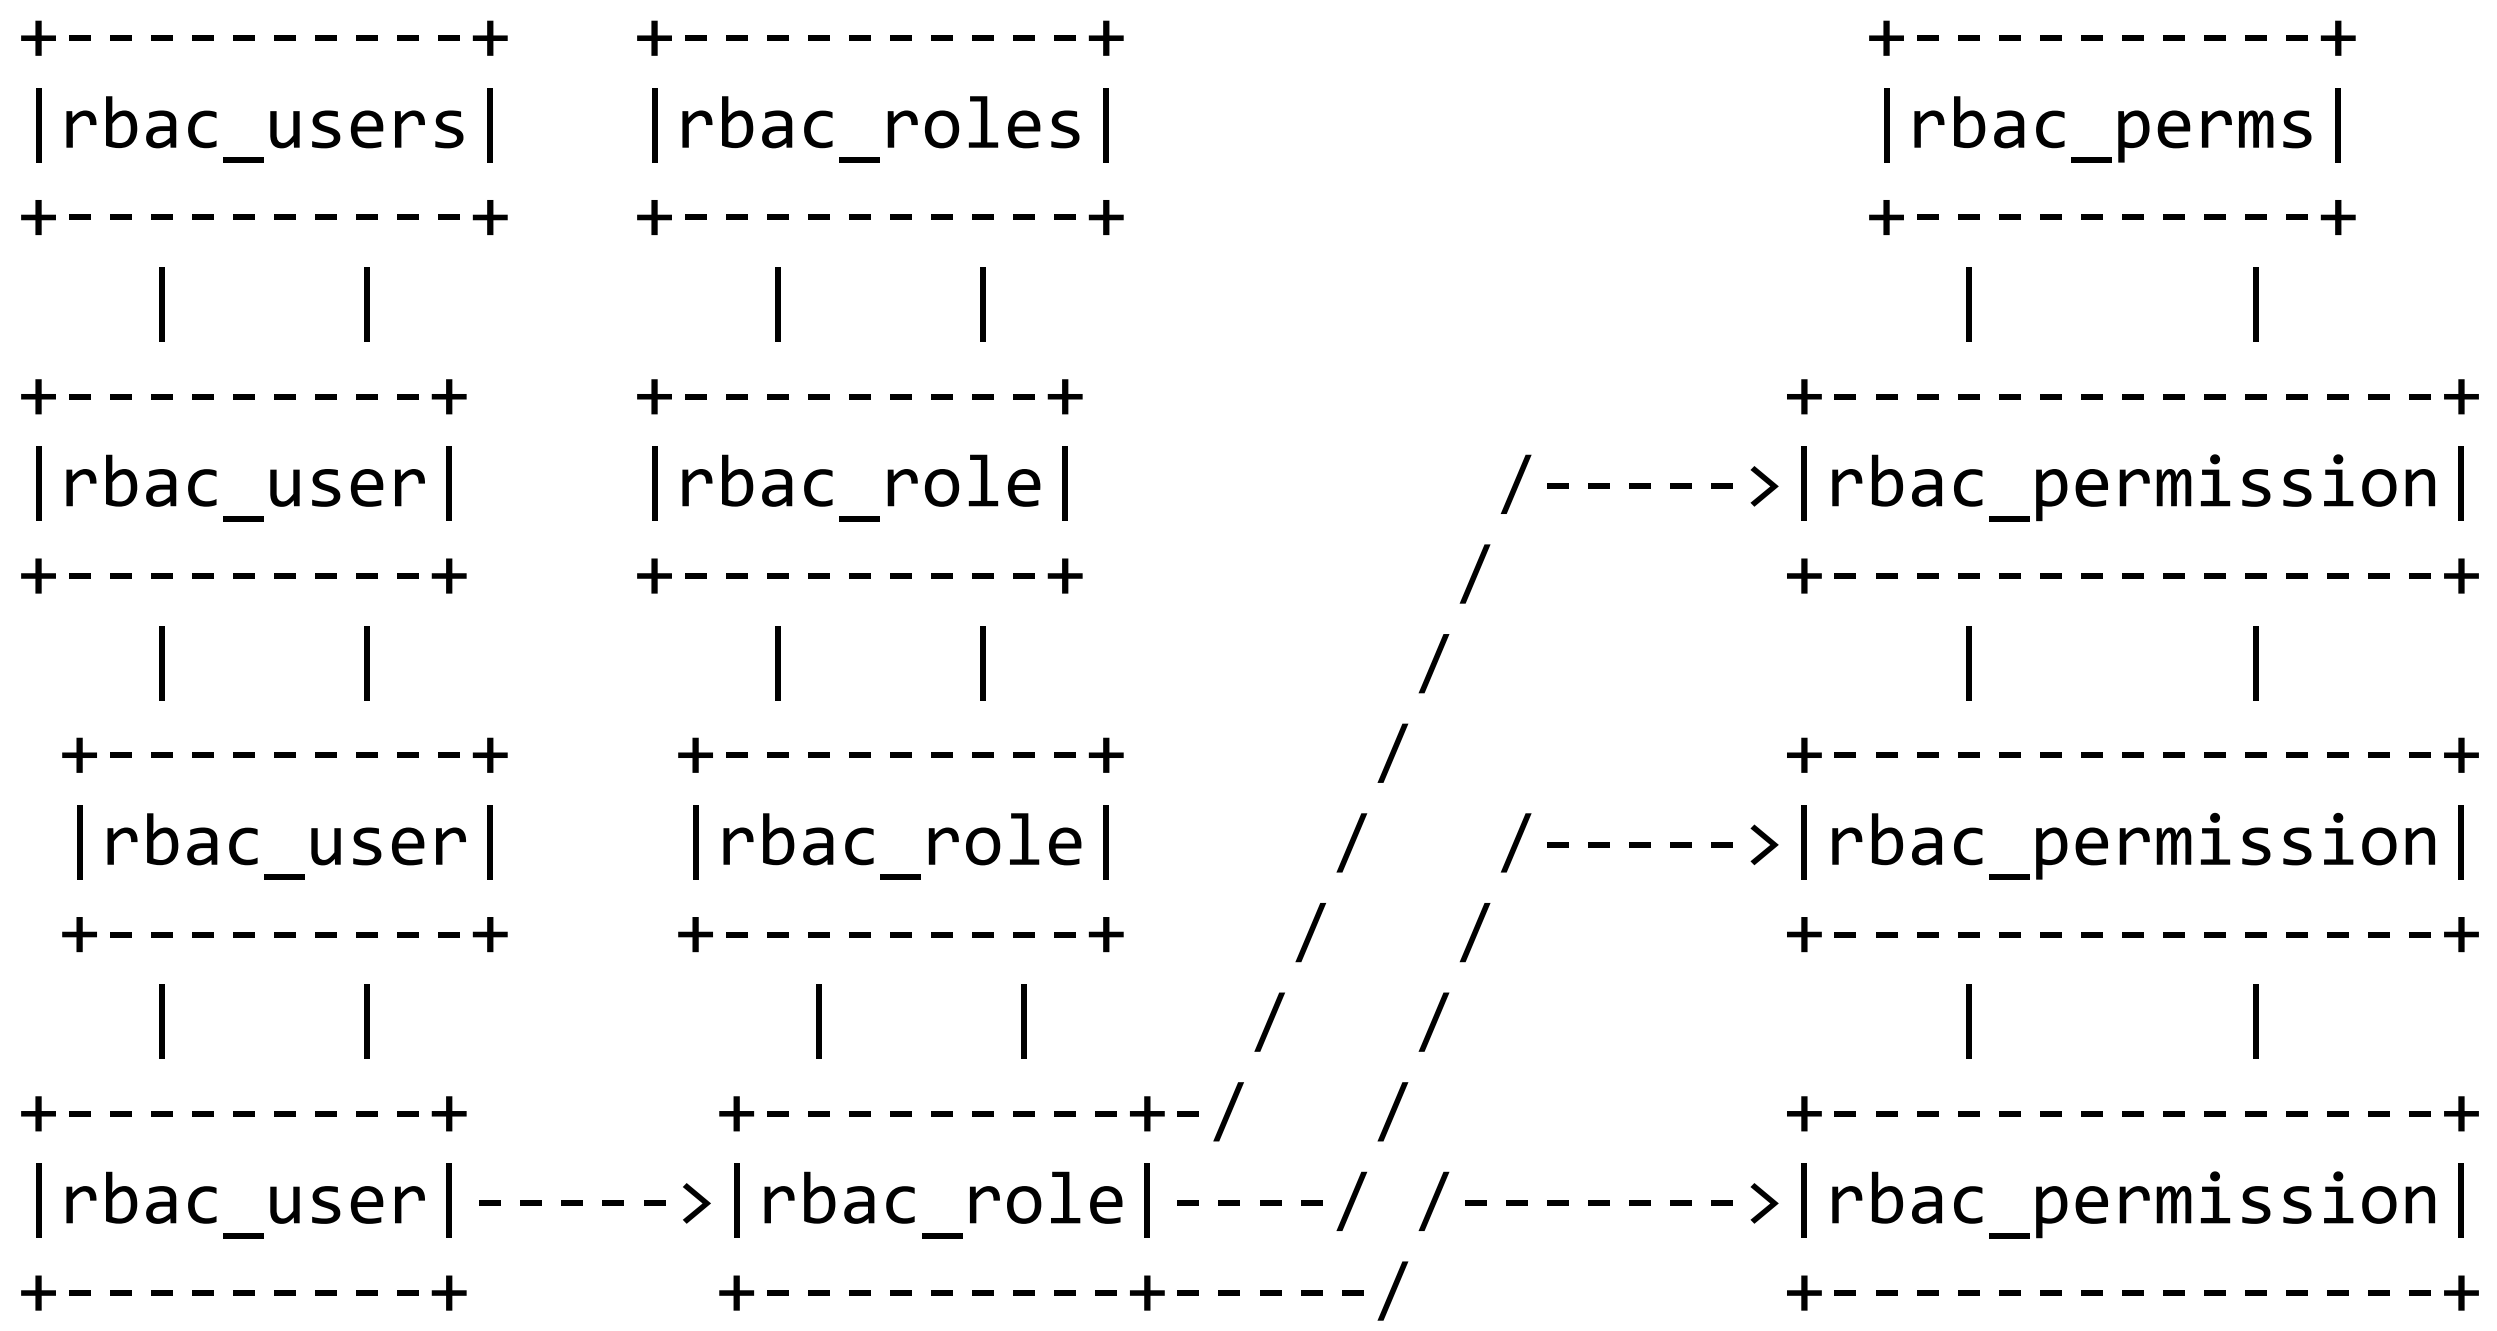 +----------+   +----------+                  +----------+
|rbac_users|   |rbac_roles|                  |rbac_perms|
+----------+   +----------+                  +----------+
   |    |         |    |                       |      |
+---------+    +---------+                 +---------------+
|rbac_user|    |rbac_role|          /----->|rbac_permission|
+---------+    +---------+         /       +---------------+
   |    |         |    |          /            |      |
 +---------+    +---------+      /         +---------------+
 |rbac_user|    |rbac_role|     /   /----->|rbac_permission|
 +---------+    +---------+    /   /       +---------------+
   |    |          |    |     /   /            |      |
+---------+      +---------+-/   /         +---------------+
|rbac_user|----->|rbac_role|----/ /------->|rbac_permission|
+---------+      +---------+-----/         +---------------+